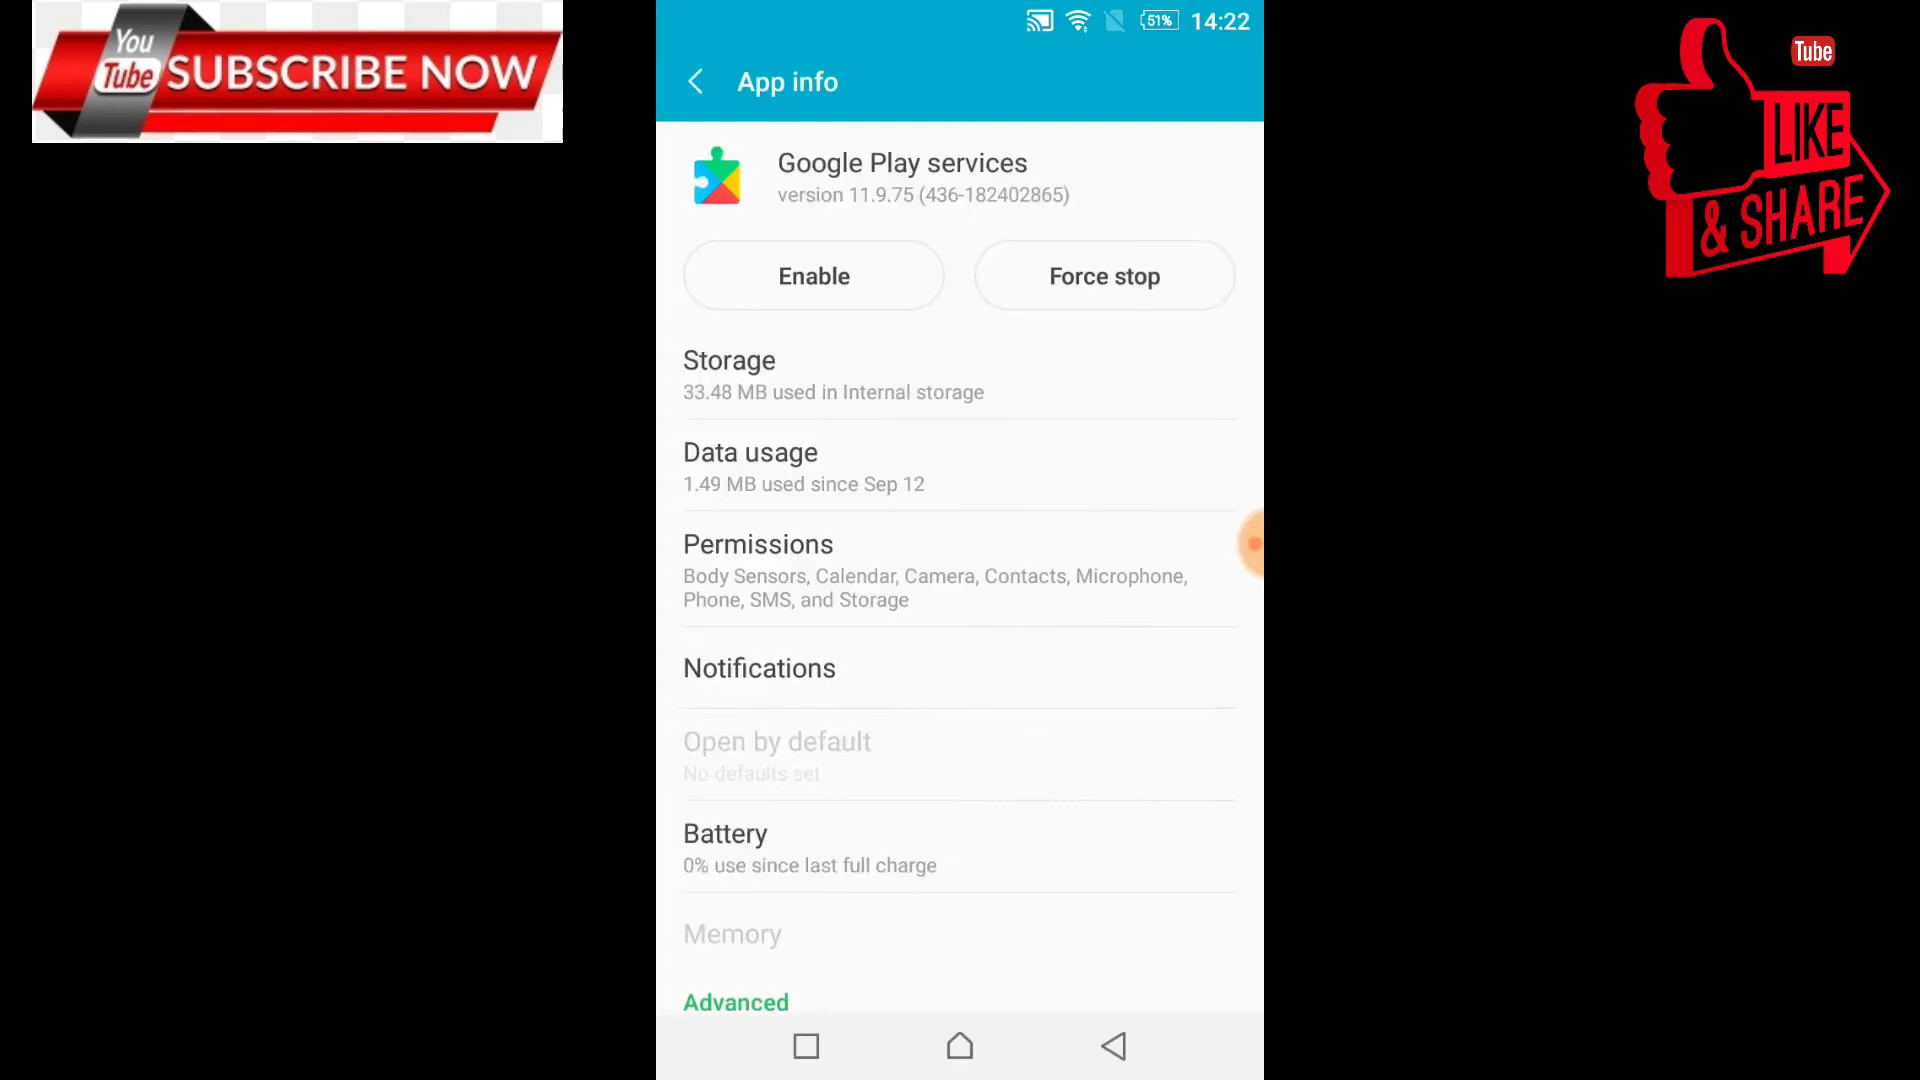 You
Tube SUBSCRIBE NOW
51% 14:22
App info
Google Play services
version 11.9.75 (436-182402865)
Enable
Force stop
Storage
33.48 MB used in Internal storage
Data usage
1.49 MB used since Sep 12
Permissions
Body Sensors, Calendar, Camera, Contacts, Microphone,
Phone, SMS, and Storage
Notifications
Open by default
No defaults set
Battery
0% use since last full charge
Memory
Advanced
Tube
LIKE
& SHARE